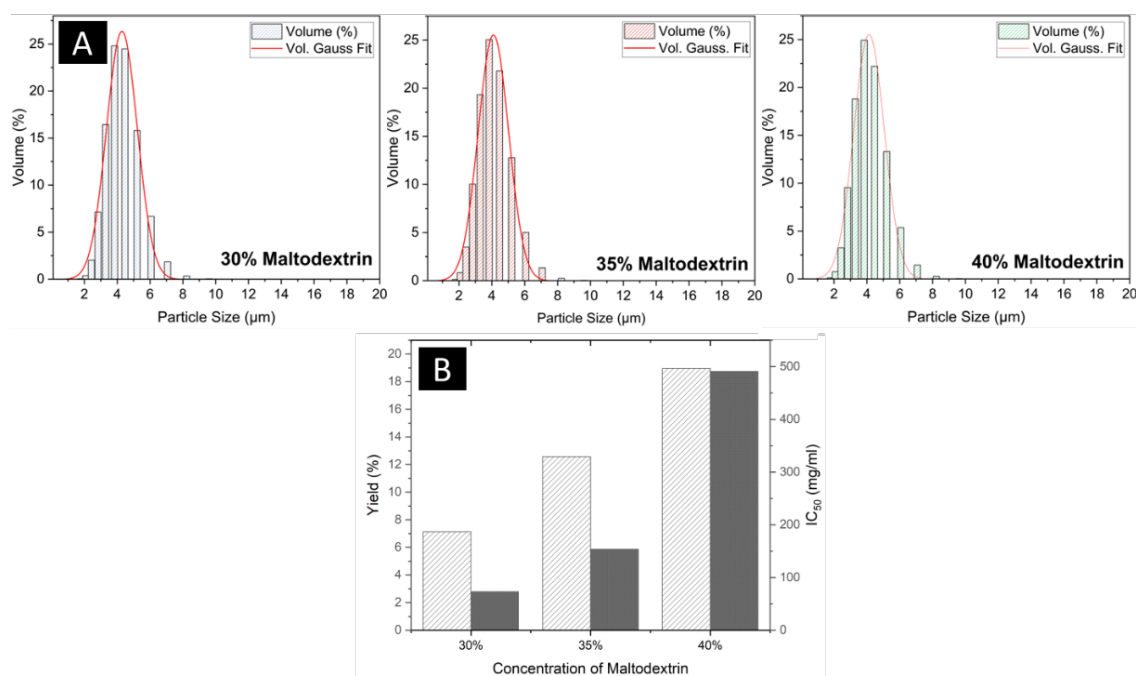 A
Volume (%)
Vol. Gauss Fit
25
20
15
10
5
0
Volume (%)
30% Maltodextrin
2 4 6 8 10 12 14 16 18 20
Particle Size (µm)
Volume (%)
Vol. Gauss. Fit
25
20
15
10
5
0
Volume (%)
35% Maltodextrin
2 4 6 8 10 12 14 16 18 20
Particle Size (µm)
Volume (%)
Vol. Gauss. Fit
25
20
15
10
5
0
Volume (%)
40% Maltodextrin
2 4 6 8 10 12 14 16 18 20
Particle Size (µm)
B
20
18
16
14
12
10
8
6
4
2
0
Yield (%)
500
400
300
200
100
0
IC50 (mg/ml)
30% 35% 40%
Concentration of Maltodextrin